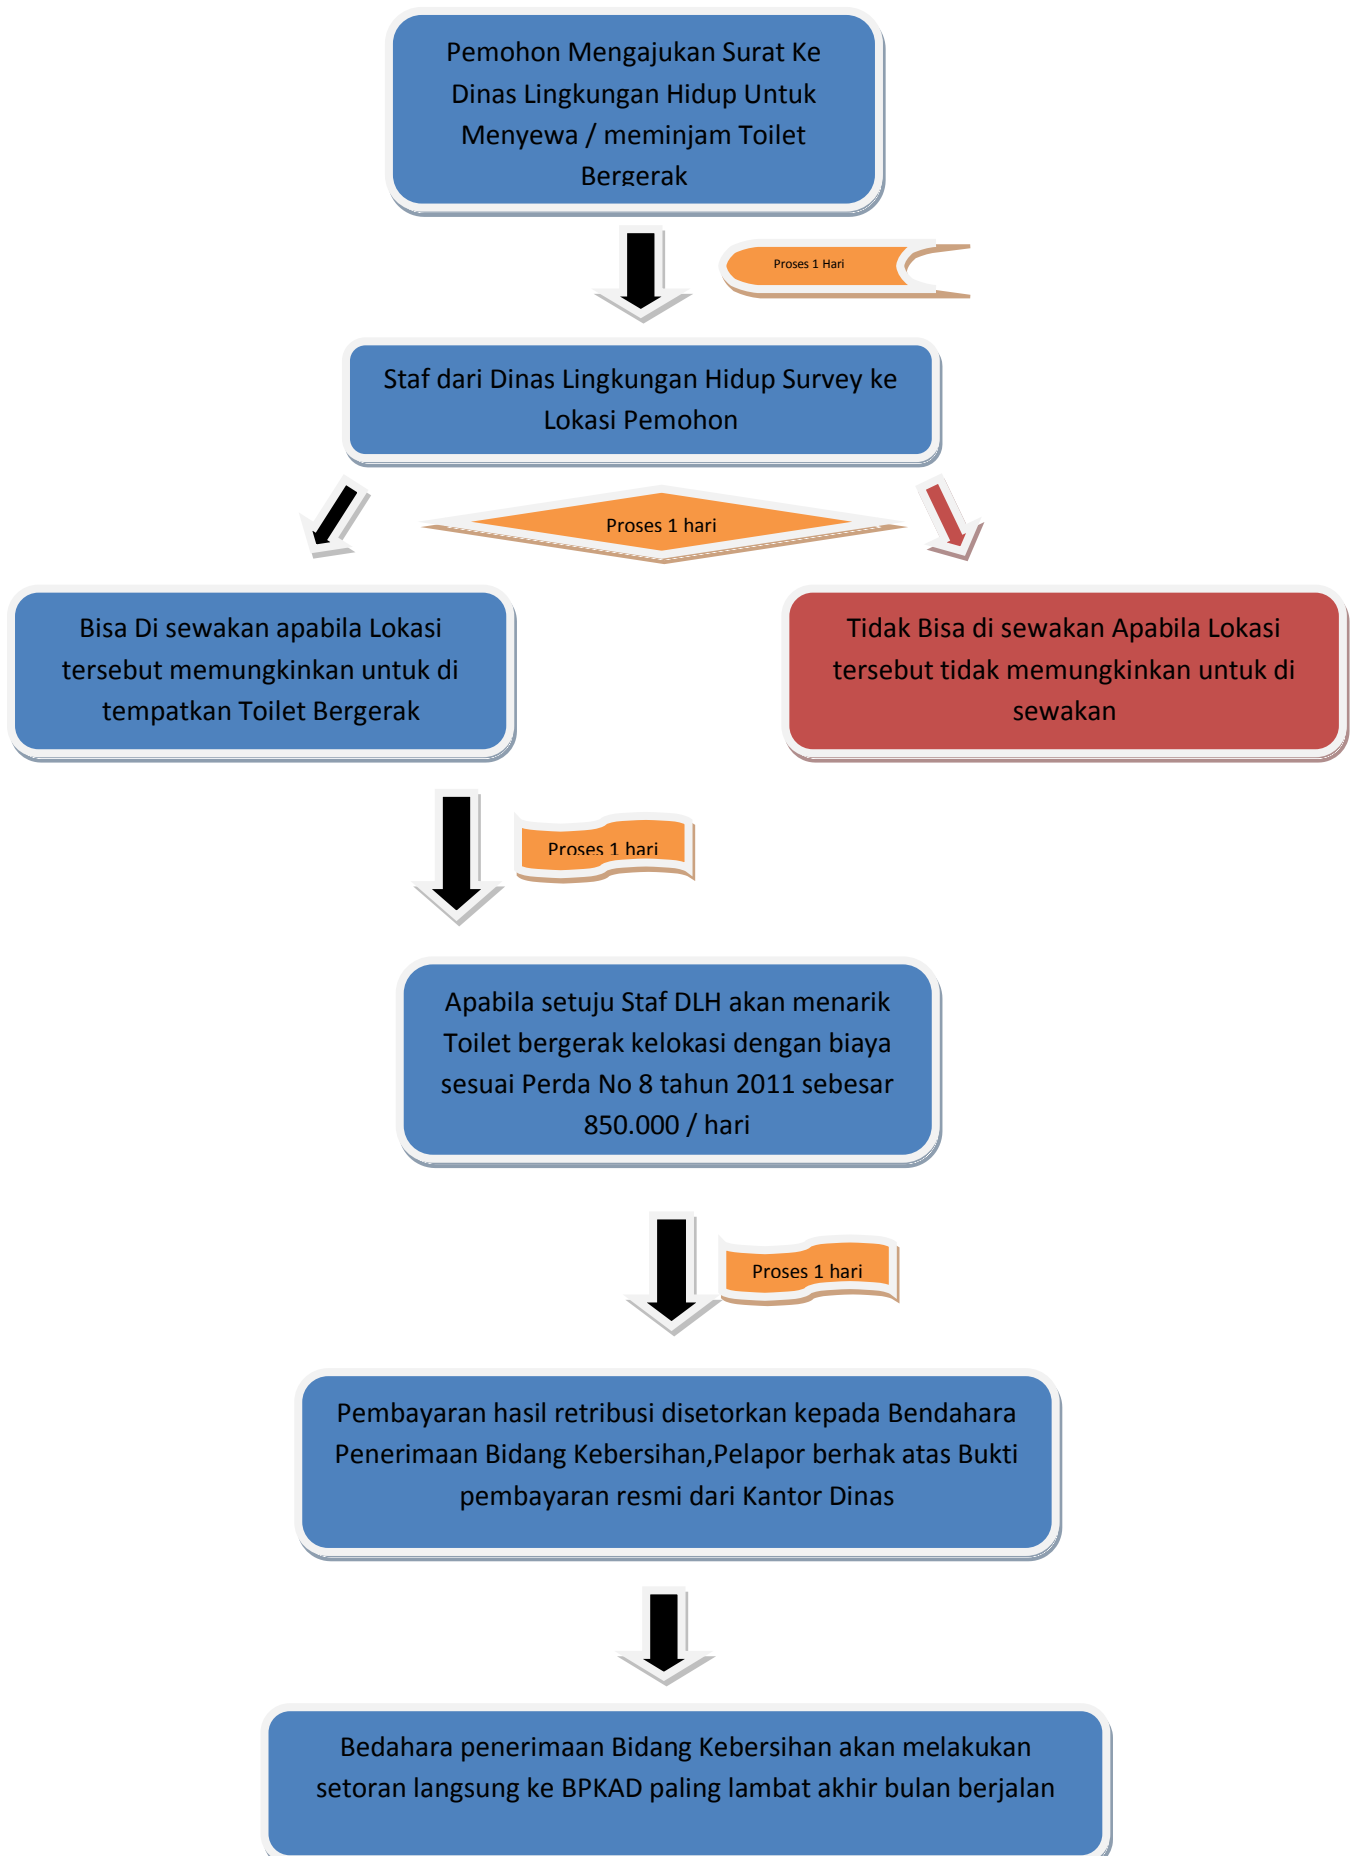 Pemohon Mengajukan Surat Ke
Dinas Lingkungan Hidup Untuk
Menyewa / meminjam Toilet
Bergerak
Proses 1 Hari
Staf dari Dinas Lingkungan Hidup Survey ke
Lokasi Pemohon
Proses 1 hari
Bisa Di sewakan apabila Lokasi
tersebut memungkinkan untuk di
tempatkan Toilet Bergerak
Tidak Bisa di sewakan Apabila Lokasi
tersebut tidak memungkinkan untuk di
sewakan
Proses 1 hari
Apabila setuju Staf DLH akan menarik
Toilet bergerak kelokasi dengan biaya
sesuai Perda No 8 tahun 2011 sebesar
850.000 / hari
Proses 1 hari
Pembayaran hasil retribusi disetorkan kepada Bendahara
Penerimaan Bidang Kebersihan,Pelapor berhak atas Bukti
pembayaran resmi dari Kantor Dinas
Bedahara penerimaan Bidang Kebersihan akan melakukan
setoran langsung ke BPKAD paling lambat akhir bulan berjalan